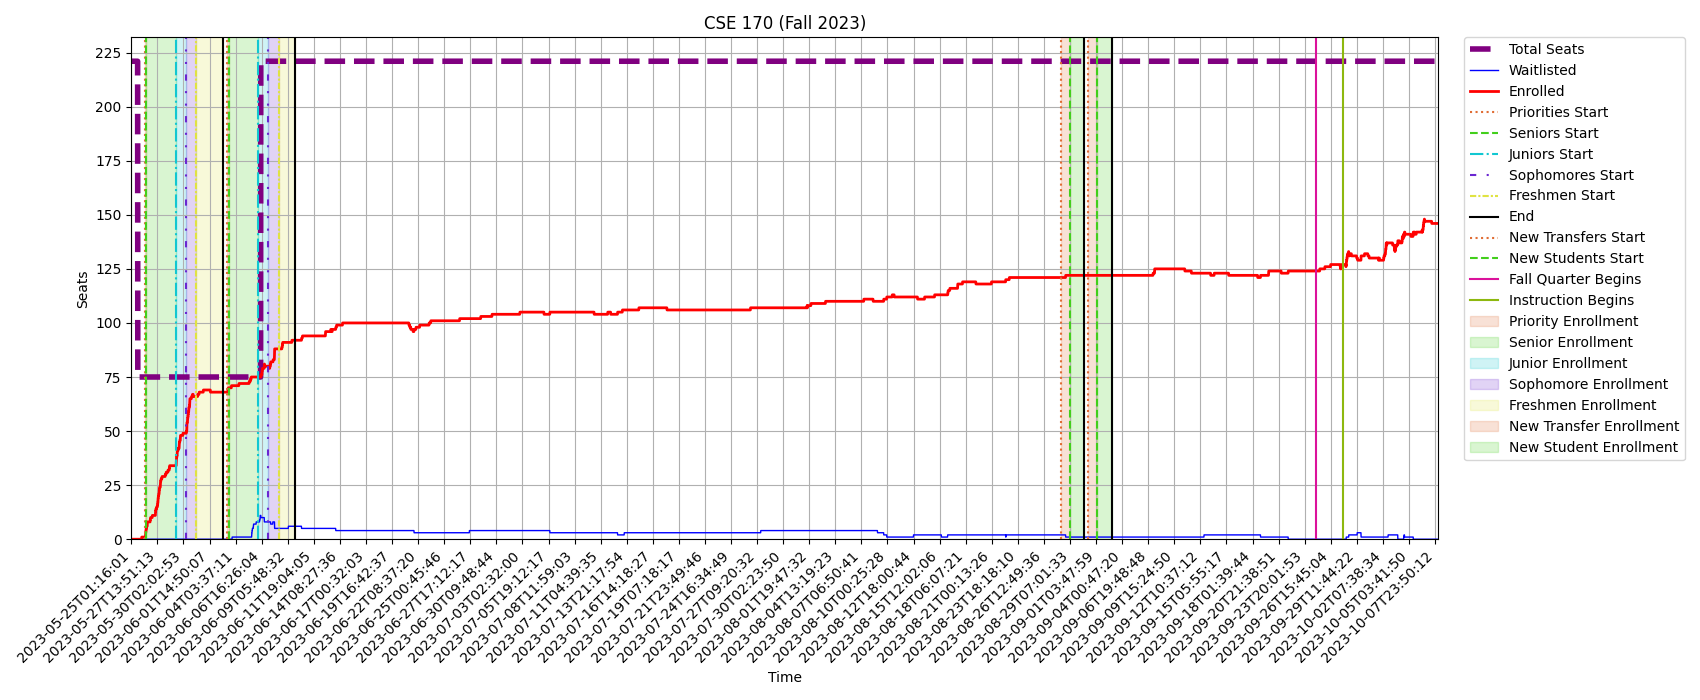 CSE 170 (Fall 2023)
Seats
225
200
175
150
125
100
75
50
25
0
2023-05-25T01:16:01
2023-05-27T13:51:13
2023-05-30T02:02:53
2023-06-01T14:50:07
2023-06-04T03:37:11
2023-06-06T16:26:04
2023-06-09T05:48:32
2023-06-11T19:04:05
2023-06-14T08:27:36
2023-06-17T00:32:03
2023-06-19T16:42:37
2023-06-22T08:37:20
2023-06-25T00:45:46
2023-06-27T17:12:17
2023-06-30T09:48:44
2023-07-03T02:32:00
2023-07-05T19:12:17
2023-07-08T11:59:03
2023-07-11T04:39:35
2023-07-13T21:17:54
2023-07-16T14:18:27
2023-07-19T07:18:17
2023-07-21T23:49:46
2023-07-24T16:34:49
2023-07-27T09:20:32
2023-07-30T02:23:50
2023-08-01T19:47:32
2023-08-04T13:19:23
2023-08-07T06:50:41
2023-08-10T00:25:28
2023-08-12T18:00:44
2023-08-15T12:02:06
2023-08-18T06:07:21
2023-08-21T00:13:26
2023-08-23T18:18:10
2023-08-26T12:49:36
2023-08-29T07:01:33
2023-09-01T03:47:59
2023-09-04T00:47:20
2023-09-06T19:48:48
2023-09-09T15:24:50
2023-09-12T10:37:12
2023-09-15T05:55:17
2023-09-18T01:39:44
2023-09-20T21:38:51
2023-09-23T20:01:53
2023-09-26T15:45:04
2023-09-29T11:44:22
2023-10-02T07:38:34
2023-10-05T03:41:50
2023-10-07T23:50:12
Time
Total Seats
Waitlisted
Enrolled
Priorities Start
Seniors Start
Juniors Start
Sophomores Start
Freshmen Start
End
New Transfers Start
New Students Start
Fall Quarter Begins
Instruction Begins
Priority Enrollment
Senior Enrollment
Junior Enrollment
Sophomore Enrollment
Freshmen Enrollment
New Transfer Enrollment
New Student Enrollment